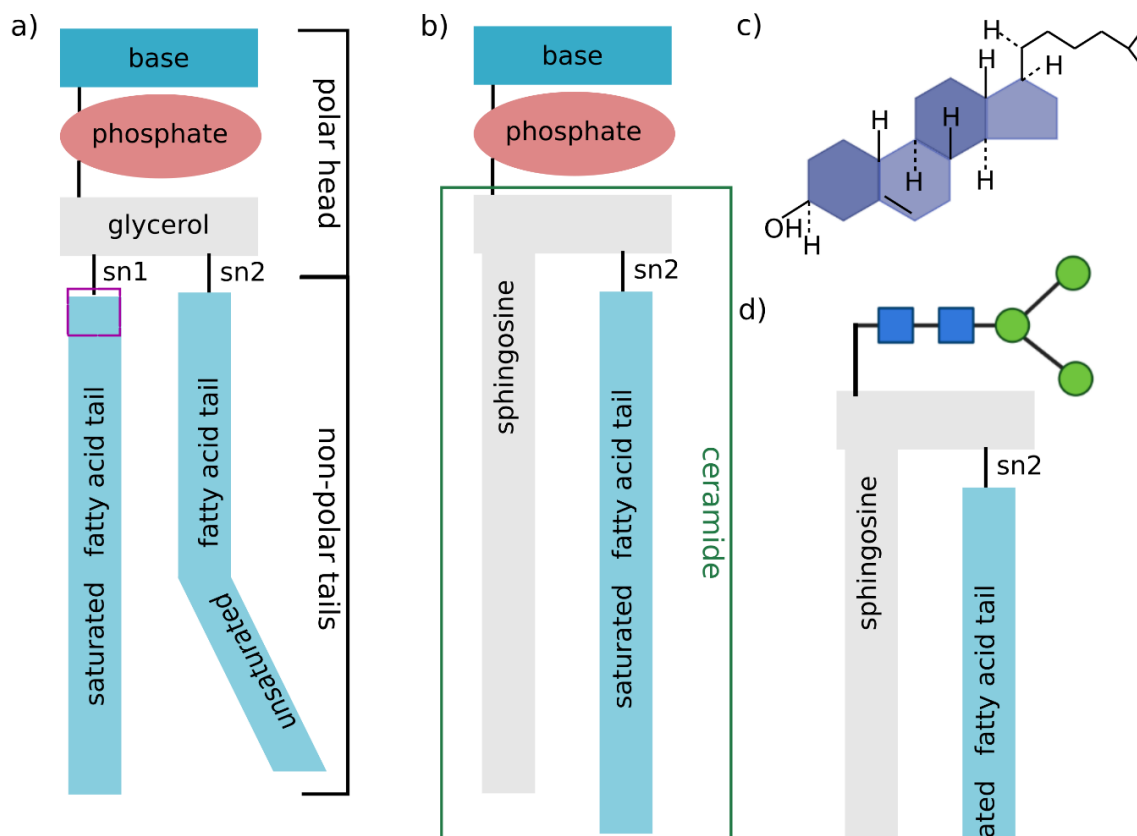 a)
base
phosphate
glycerol
polar head
sn1
sn2
saturated fatty acid tail
fatty acid tail
unsaturated
non-polar tails
b)
base
phosphate
sphingosine
sn2
saturated fatty acid tail
ceramide
c)
H
H
H
H
H
H
H
OH
H
d)
sn2
sphingosine
ated fatty acid tail